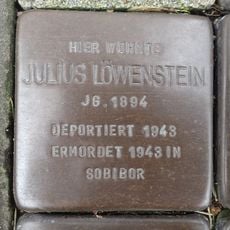 HIER WOHNTE
JULIUS LÖWENSTEIN
JG. 1894
DEPORTIERT 1943
ERMORDET 1943 IN
SOBIBOR